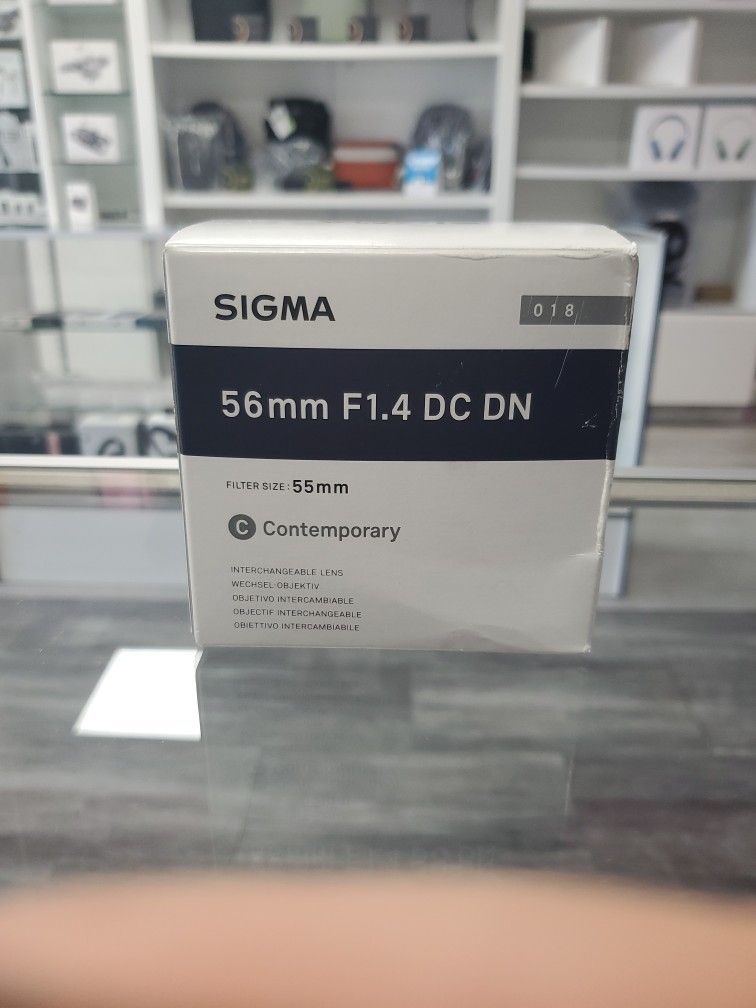 SIGMA
018
56mm F1.4 DC DN
FILTER SIZE : 55mm
C Contemporary
INTERCHANGEABLE LENS
WECHSEL-OBJEKTIV
OBJETIVO INTERCAMBIABLE
OBJECTIF INTERCHANGEABLE
OBIETTIVO INTERCAMBIABILE